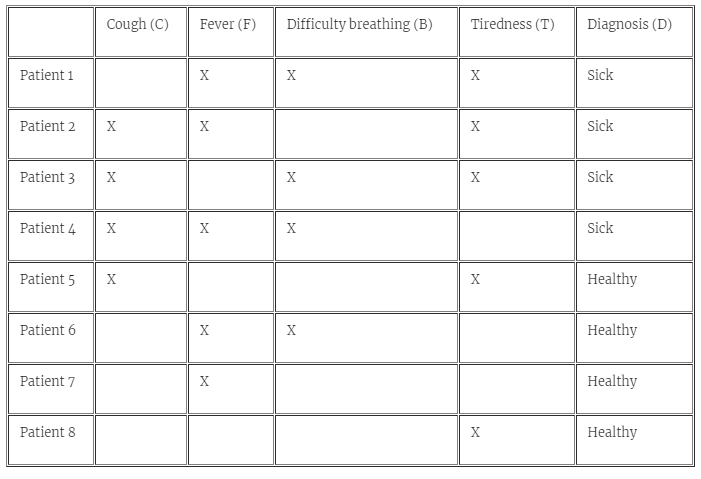 Cough (C) Fever (F) Difficulty breathing (B) Tiredness (T) Diagnosis (D)
Patient 1 X X X Sick
Patient 2 X X X Sick
Patient 3 X X X Sick
Patient 4 X X X Sick
Patient 5 X X Healthy
Patient 6 X X Healthy
Patient 7 X Healthy
Patient 8 X Healthy